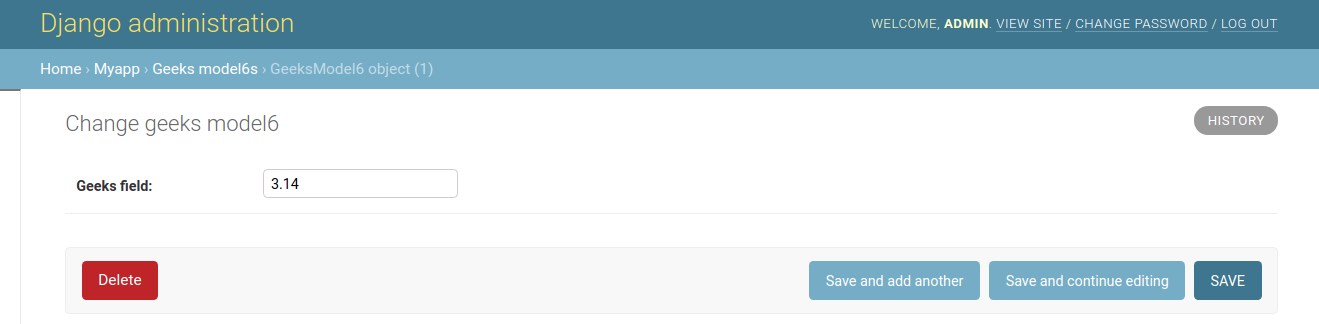 Django administration
WELCOME, ADMIN. VIEW SITE / CHANGE PASSWORD / LOG OUT
Home › Myapp › Geeks model6s › GeeksModel6 object (1)
Change geeks model6
HISTORY
Geeks field:
3.14
Delete
Save and add another
Save and continue editing
SAVE